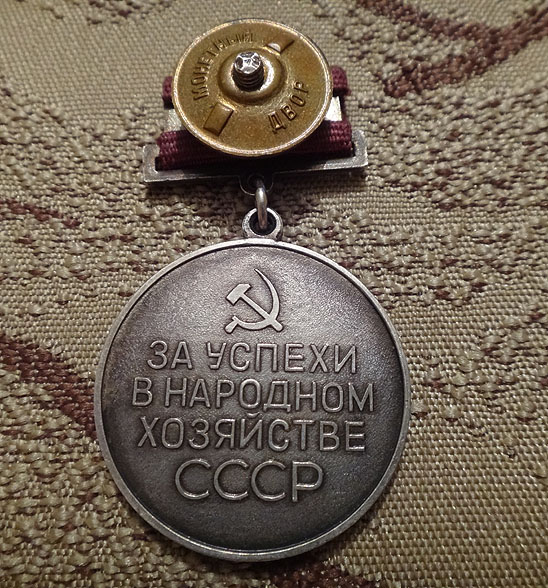 МОНЕТНЫЙ
ДВОР
ЗА УСПЕХИ
В НАРОДНОМ
ХОЗЯЙСТВЕ
СССР